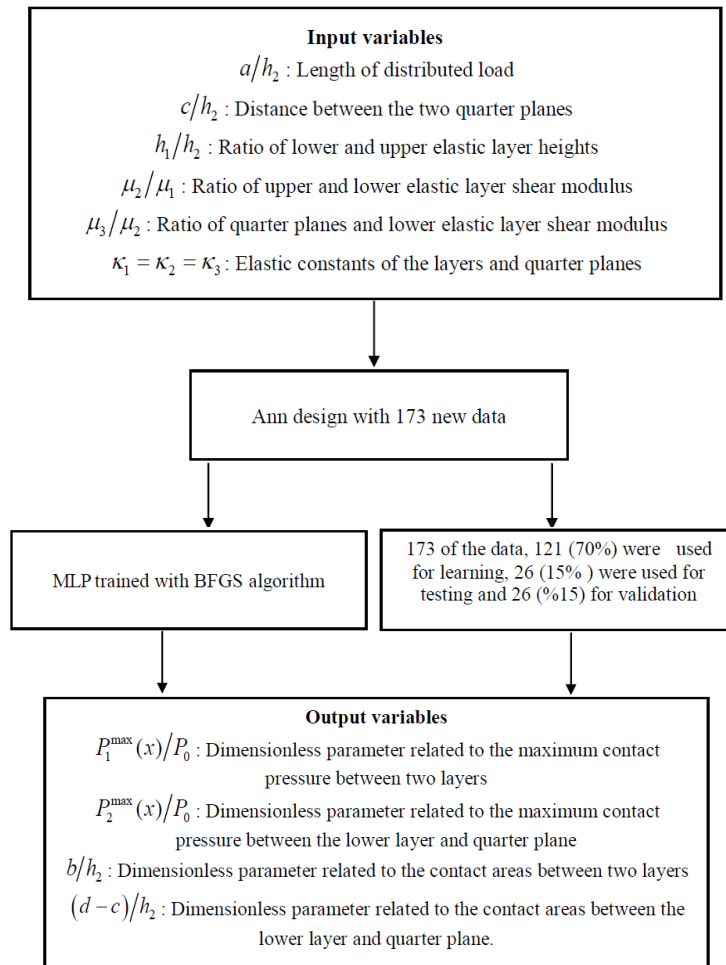 Input variables
a/h₂ : Length of distributed load
c/h₂ : Distance between the two quarter planes
h₁/h₂ : Ratio of lower and upper elastic layer heights
μ₂/μ₁ : Ratio of upper and lower elastic layer shear modulus
μ₃/μ₂ : Ratio of quarter planes and lower elastic layer shear modulus
κ₁ = κ₂ = κ₃ : Elastic constants of the layers and quarter planes
Ann design with 173 new data
MLP trained with BFGS algorithm
173 of the data, 121 (70%) were used
for learning, 26 (15% ) were used for
testing and 26 (%15) for validation
Output variables
P₁ᵐᵃˣ(x)/P₀ : Dimensionless parameter related to the maximum contact
pressure between two layers
P₂ᵐᵃˣ(x)/P₀ : Dimensionless parameter related to the maximum contact
pressure between the lower layer and quarter plane
b/h₂ : Dimensionless parameter related to the contact areas between two layers
(d−c)/h₂ : Dimensionless parameter related to the contact areas between the
lower layer and quarter plane.